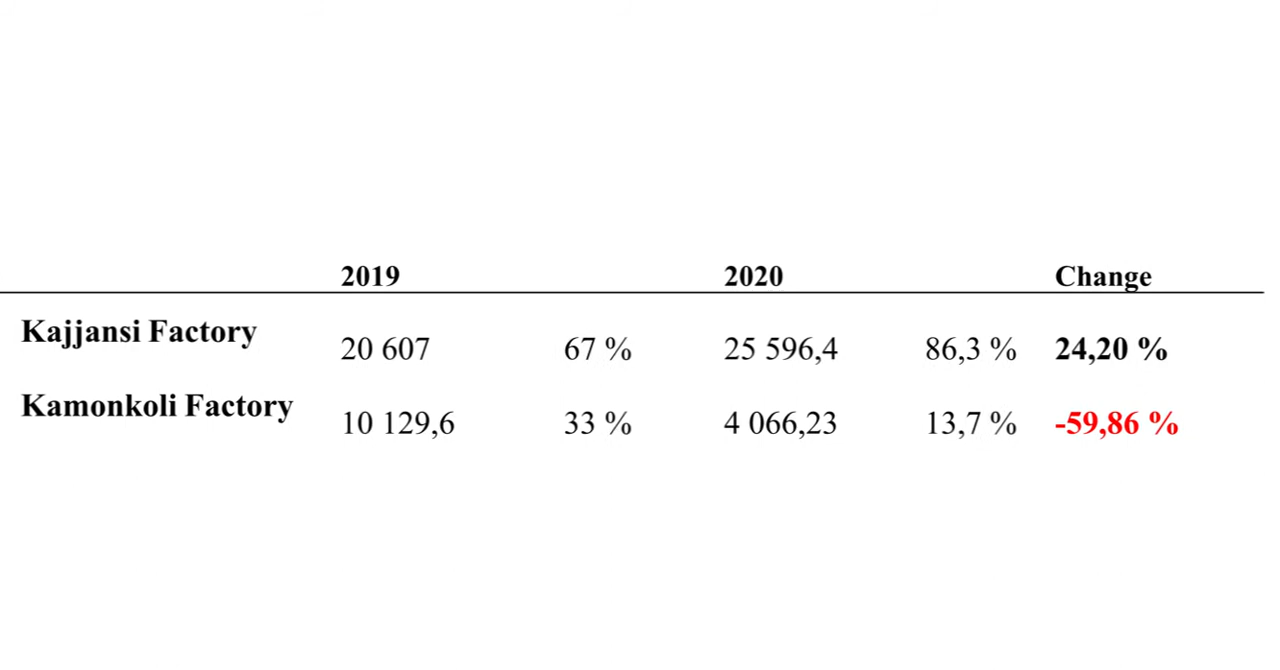 2019 2020 Change
Kajjansi Factory 20 607 67 % 25 596,4 86,3 % 24,20 %
Kamonkoli Factory 10 129,6 33 % 4 066,23 13,7 % -59,86 %